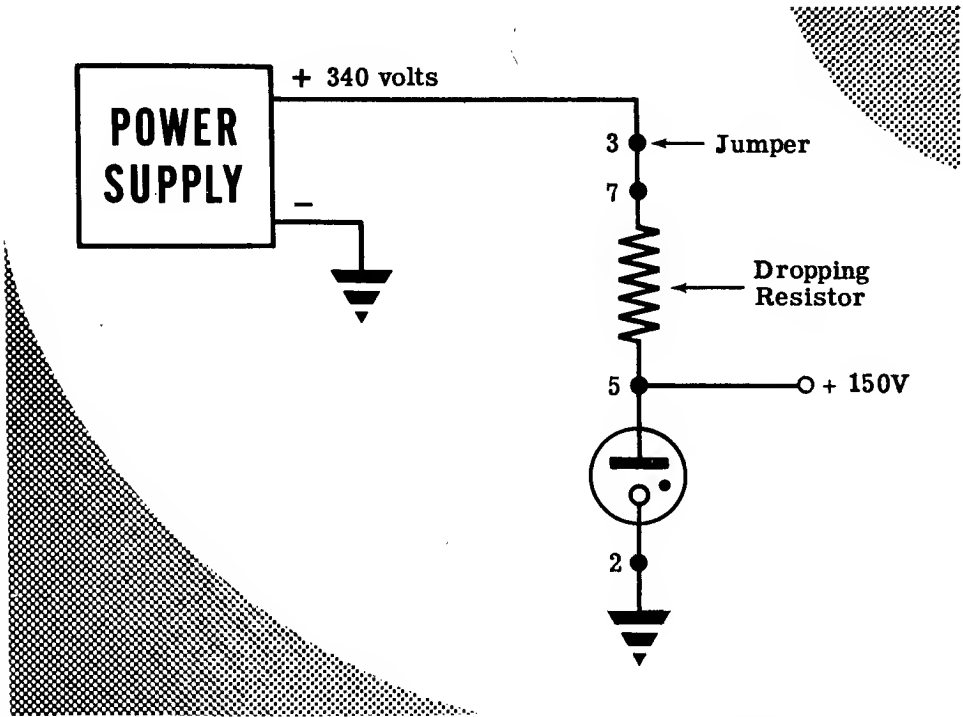 + 340 volts
POWER
SUPPLY
−
3
Jumper
7
Dropping
Resistor
5
+ 150V
2